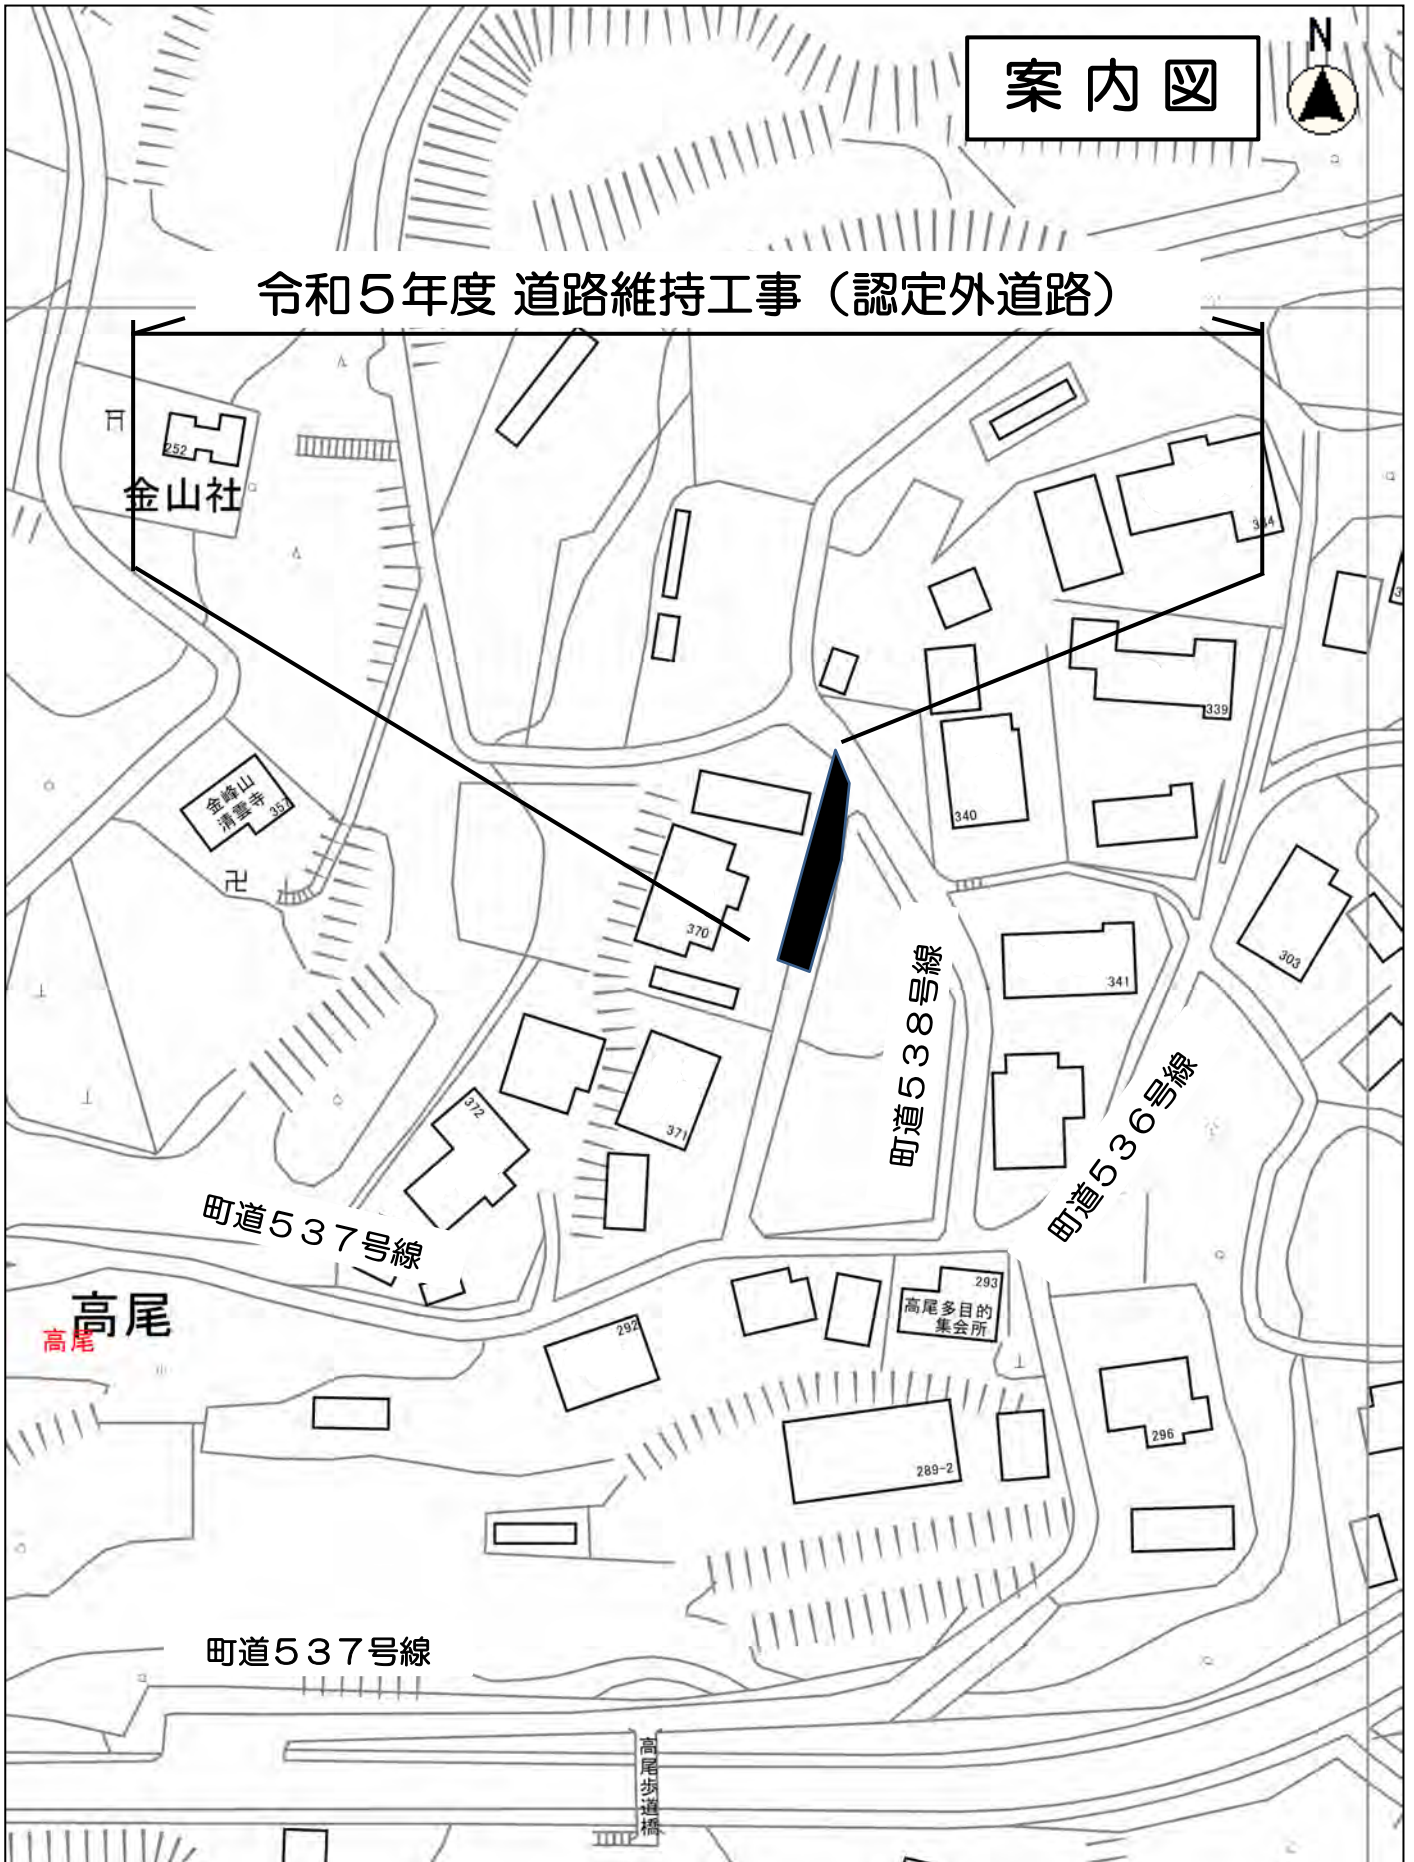 N
案内図
令和５年度 道路維持工事（認定外道路）
252
金山社
334
339
金峰山
清雲寺
357
340
370
303
341
町道５３８号線
372
371
町道５３６号線
町道５３７号線
高尾
高尾
293
高尾多目的
集会所
292
296
289-2
町道５３７号線
高尾歩道橋